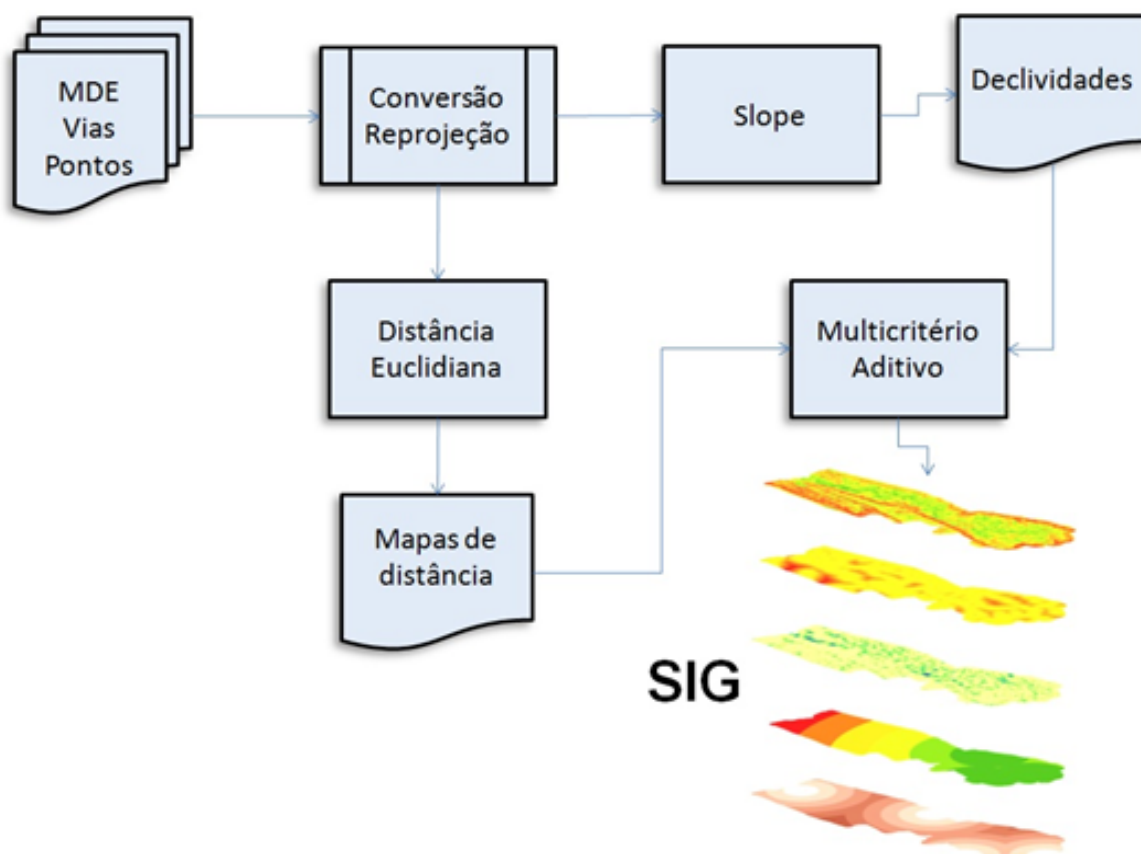 MDE
Vias
Pontos
Conversão
Reprojeção
Slope
Declividades
Distância
Euclidiana
Multicritério
Aditivo
Mapas de
distância
SIG